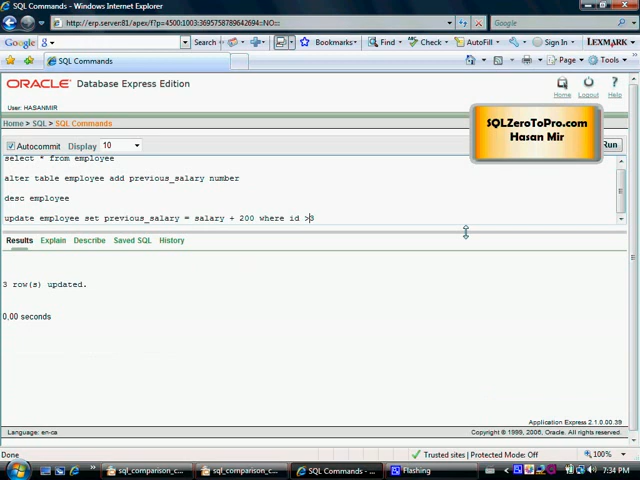 SQL Commands - Windows Internet Explorer
http://erp.server:81/apex/f?p=4500:1003:3695758789642694::NO:::
Google
Google Search Bookmarks Find Check AutoFill Sign In LEXMARK
SQL Commands Page Tools
ORACLE Database Express Edition
Home Logout Help
User: HASANMIR
Home > SQL > SQL Commands
SQLZeroToPro.com
Hasan Mir
Autocommit Display 10 Run
select * from employee
alter table employee add previous_salary number
desc employee
update employee set previous_salary = salary + 200 where id >3
Results Explain Describe Saved SQL History
3 row(s) updated.
0,00 seconds
Application Express 2.1.0.00.39
Language: en-ca Copyright © 1999, 2006, Oracle. All rights reserved.
Done Trusted sites | Protected Mode: Off 100%
sql_comparison_c... sql_comparison_c... SQL Commands - ... Flashing 7:34 PM